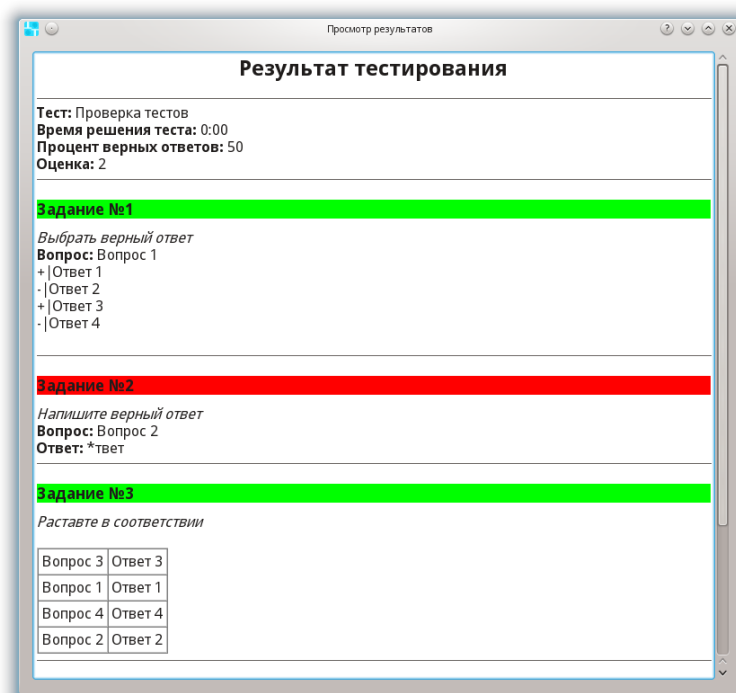 Просмотр результатов
Результат тестирования
Тест: Проверка тестов
Время решения теста: 0:00
Процент верных ответов: 50
Оценка: 2
Задание №1
Выбрать верный ответ
Вопрос: Вопрос 1
+|Ответ 1
-|Ответ 2
+|Ответ 3
-|Ответ 4
Задание №2
Напишите верный ответ
Вопрос: Вопрос 2
Ответ: *твет
Задание №3
Раставте в соответствии
Вопрос 3 Ответ 3
Вопрос 1 Ответ 1
Вопрос 4 Ответ 4
Вопрос 2 Ответ 2